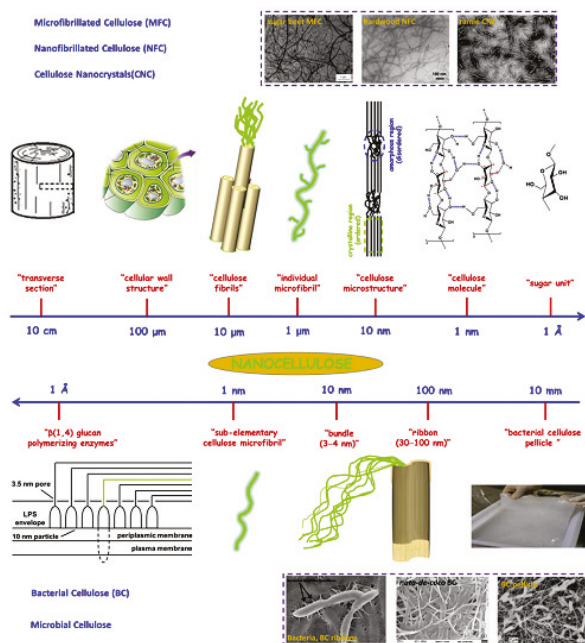 Microfibrillated Cellulose (MFC)
Nanofibrillated Cellulose (NFC)
Cellulose Nanocrystals(CNC)
sugar beet MFC
Hardwood NFC
ramie CNC
100 nm
amorphous region
(disordered)
crystalline region
(ordered)
"transverse
section"
"cellular wall
structure"
"cellulose
fibrils"
"individual
microfibril"
"cellulose
microstructure"
"cellulose
molecule"
"sugar unit"
10 cm
100 µm
10 µm
1 µm
10 nm
1 nm
1 Å
NANOCELLULOSE
1 Å
1 nm
10 nm
100 nm
10 mm
"β(1,4) glucan
polymerizing enzymes"
"sub-elementary
cellulose microfibril"
"bundle
(3–4 nm)"
"ribbon
(30–100 nm)"
"bacterial cellulose
pellicle "
3.5 nm pore
LPS
envelope
10 nm particle
periplasmic membrane
plasma membrane
Bacterial Cellulose (BC)
Microbial Cellulose
Bacteria, BC ribbons
nata-de-coco BC
BC pellicle